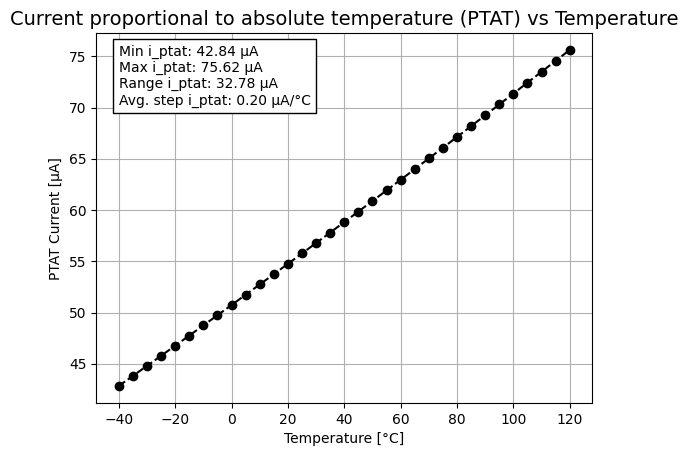 Current proportional to absolute temperature (PTAT) vs Temperature
Min i_ptat: 42.84 µA
Max i_ptat: 75.62 µA
Range i_ptat: 32.78 µA
Avg. step i_ptat: 0.20 µA/°C
PTAT Current [µA]
75
70
65
60
55
50
45
−40 −20 0 20 40 60 80 100 120
Temperature [°C]